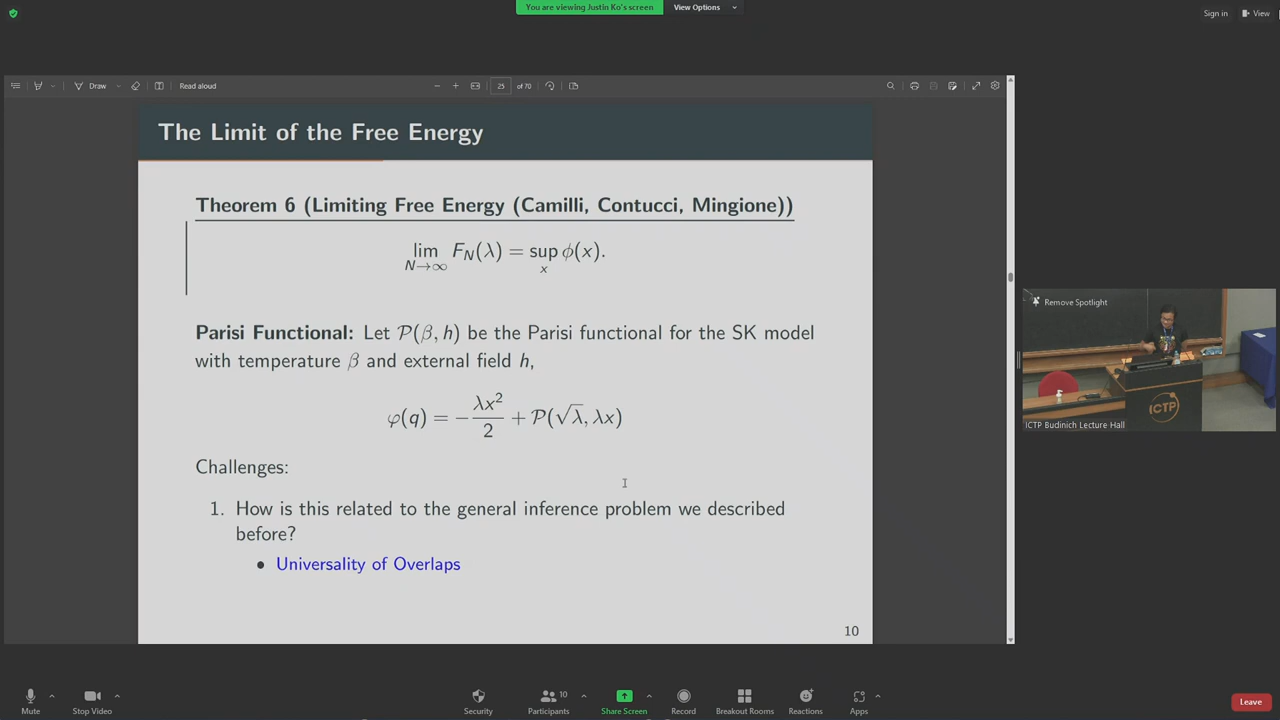 You are viewing Justin Ko's screen
View Options
Sign in
View
Draw
Read aloud
25 of 70
The Limit of the Free Energy
Theorem 6 (Limiting Free Energy (Camilli, Contucci, Mingione))
lim_{N→∞} F_N(λ) = sup_x ϕ(x).
Parisi Functional: Let 𝒫(β, h) be the Parisi functional for the SK model
with temperature β and external field h,
φ(q) = −λx²/2 + 𝒫(√λ, λx)
Challenges:
1. How is this related to the general inference problem we described
before?
• Universality of Overlaps
10
Remove Spotlight
ICTP
ICTP Budinich Lecture Hall
Mute
Stop Video
Security
Participants
10
Share Screen
Record
Breakout Rooms
Reactions
Apps
Leave